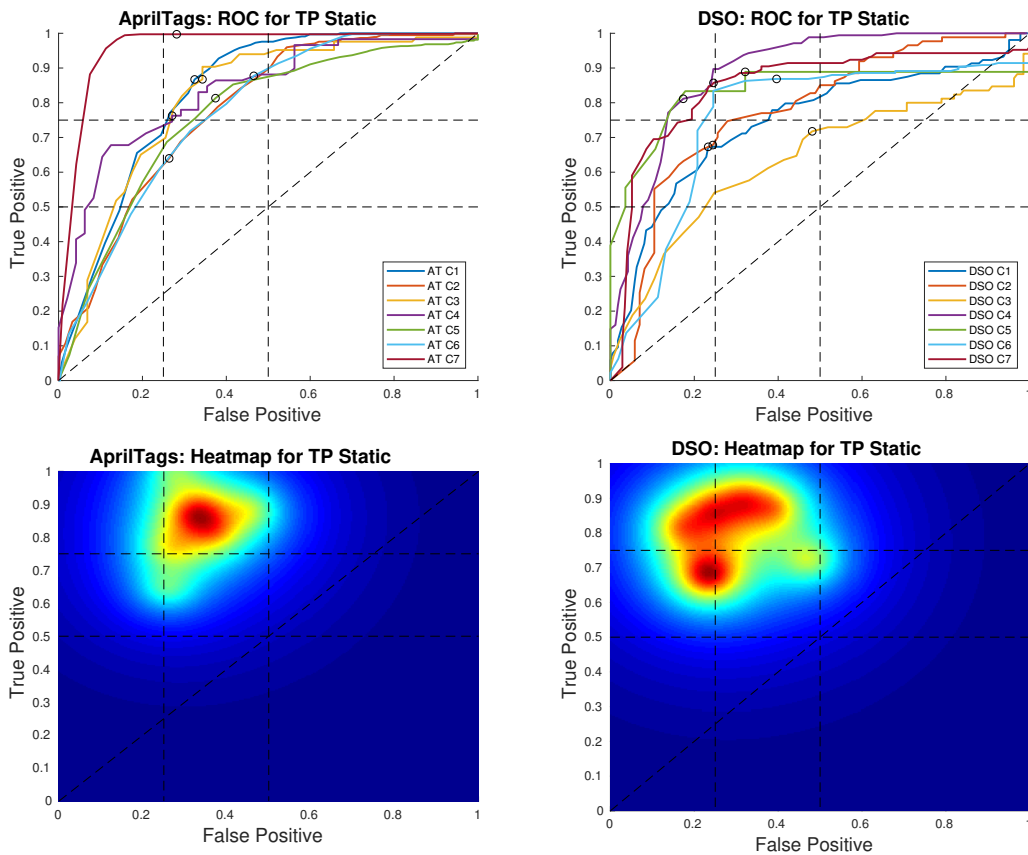 AprilTags: ROC for TP Static
1
0.9
0.8
0.7
0.6
0.5
0.4
0.3
0.2
0.1
0
True Positive
AT C1
AT C2
AT C3
AT C4
AT C5
AT C6
AT C7
0 0.2 0.4 0.6 0.8 1
False Positive
DSO: ROC for TP Static
1
0.9
0.8
0.7
0.6
0.5
0.4
0.3
0.2
0.1
0
True Positive
DSO C1
DSO C2
DSO C3
DSO C4
DSO C5
DSO C6
DSO C7
0 0.2 0.4 0.6 0.8 1
False Positive
AprilTags: Heatmap for TP Static
1
0.9
0.8
0.7
0.6
0.5
0.4
0.3
0.2
0.1
0
True Positive
0 0.2 0.4 0.6 0.8 1
False Positive
DSO: Heatmap for TP Static
1
0.9
0.8
0.7
0.6
0.5
0.4
0.3
0.2
0.1
0
True Positive
0 0.2 0.4 0.6 0.8 1
False Positive